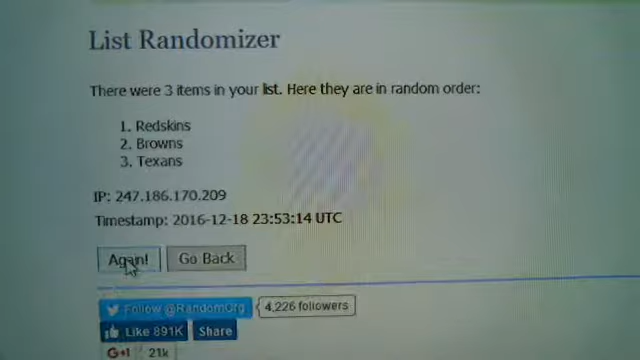 List Randomizer
There were 3 items in your list. Here they are in random order:
1. Redskins
2. Browns
3. Texans
IP: 247.186.170.209
Timestamp: 2016-12-18 23:53:14 UTC
Again! Go Back
Follow @RandomOrg 4,226 followers
Like 891K Share
G+1 21k